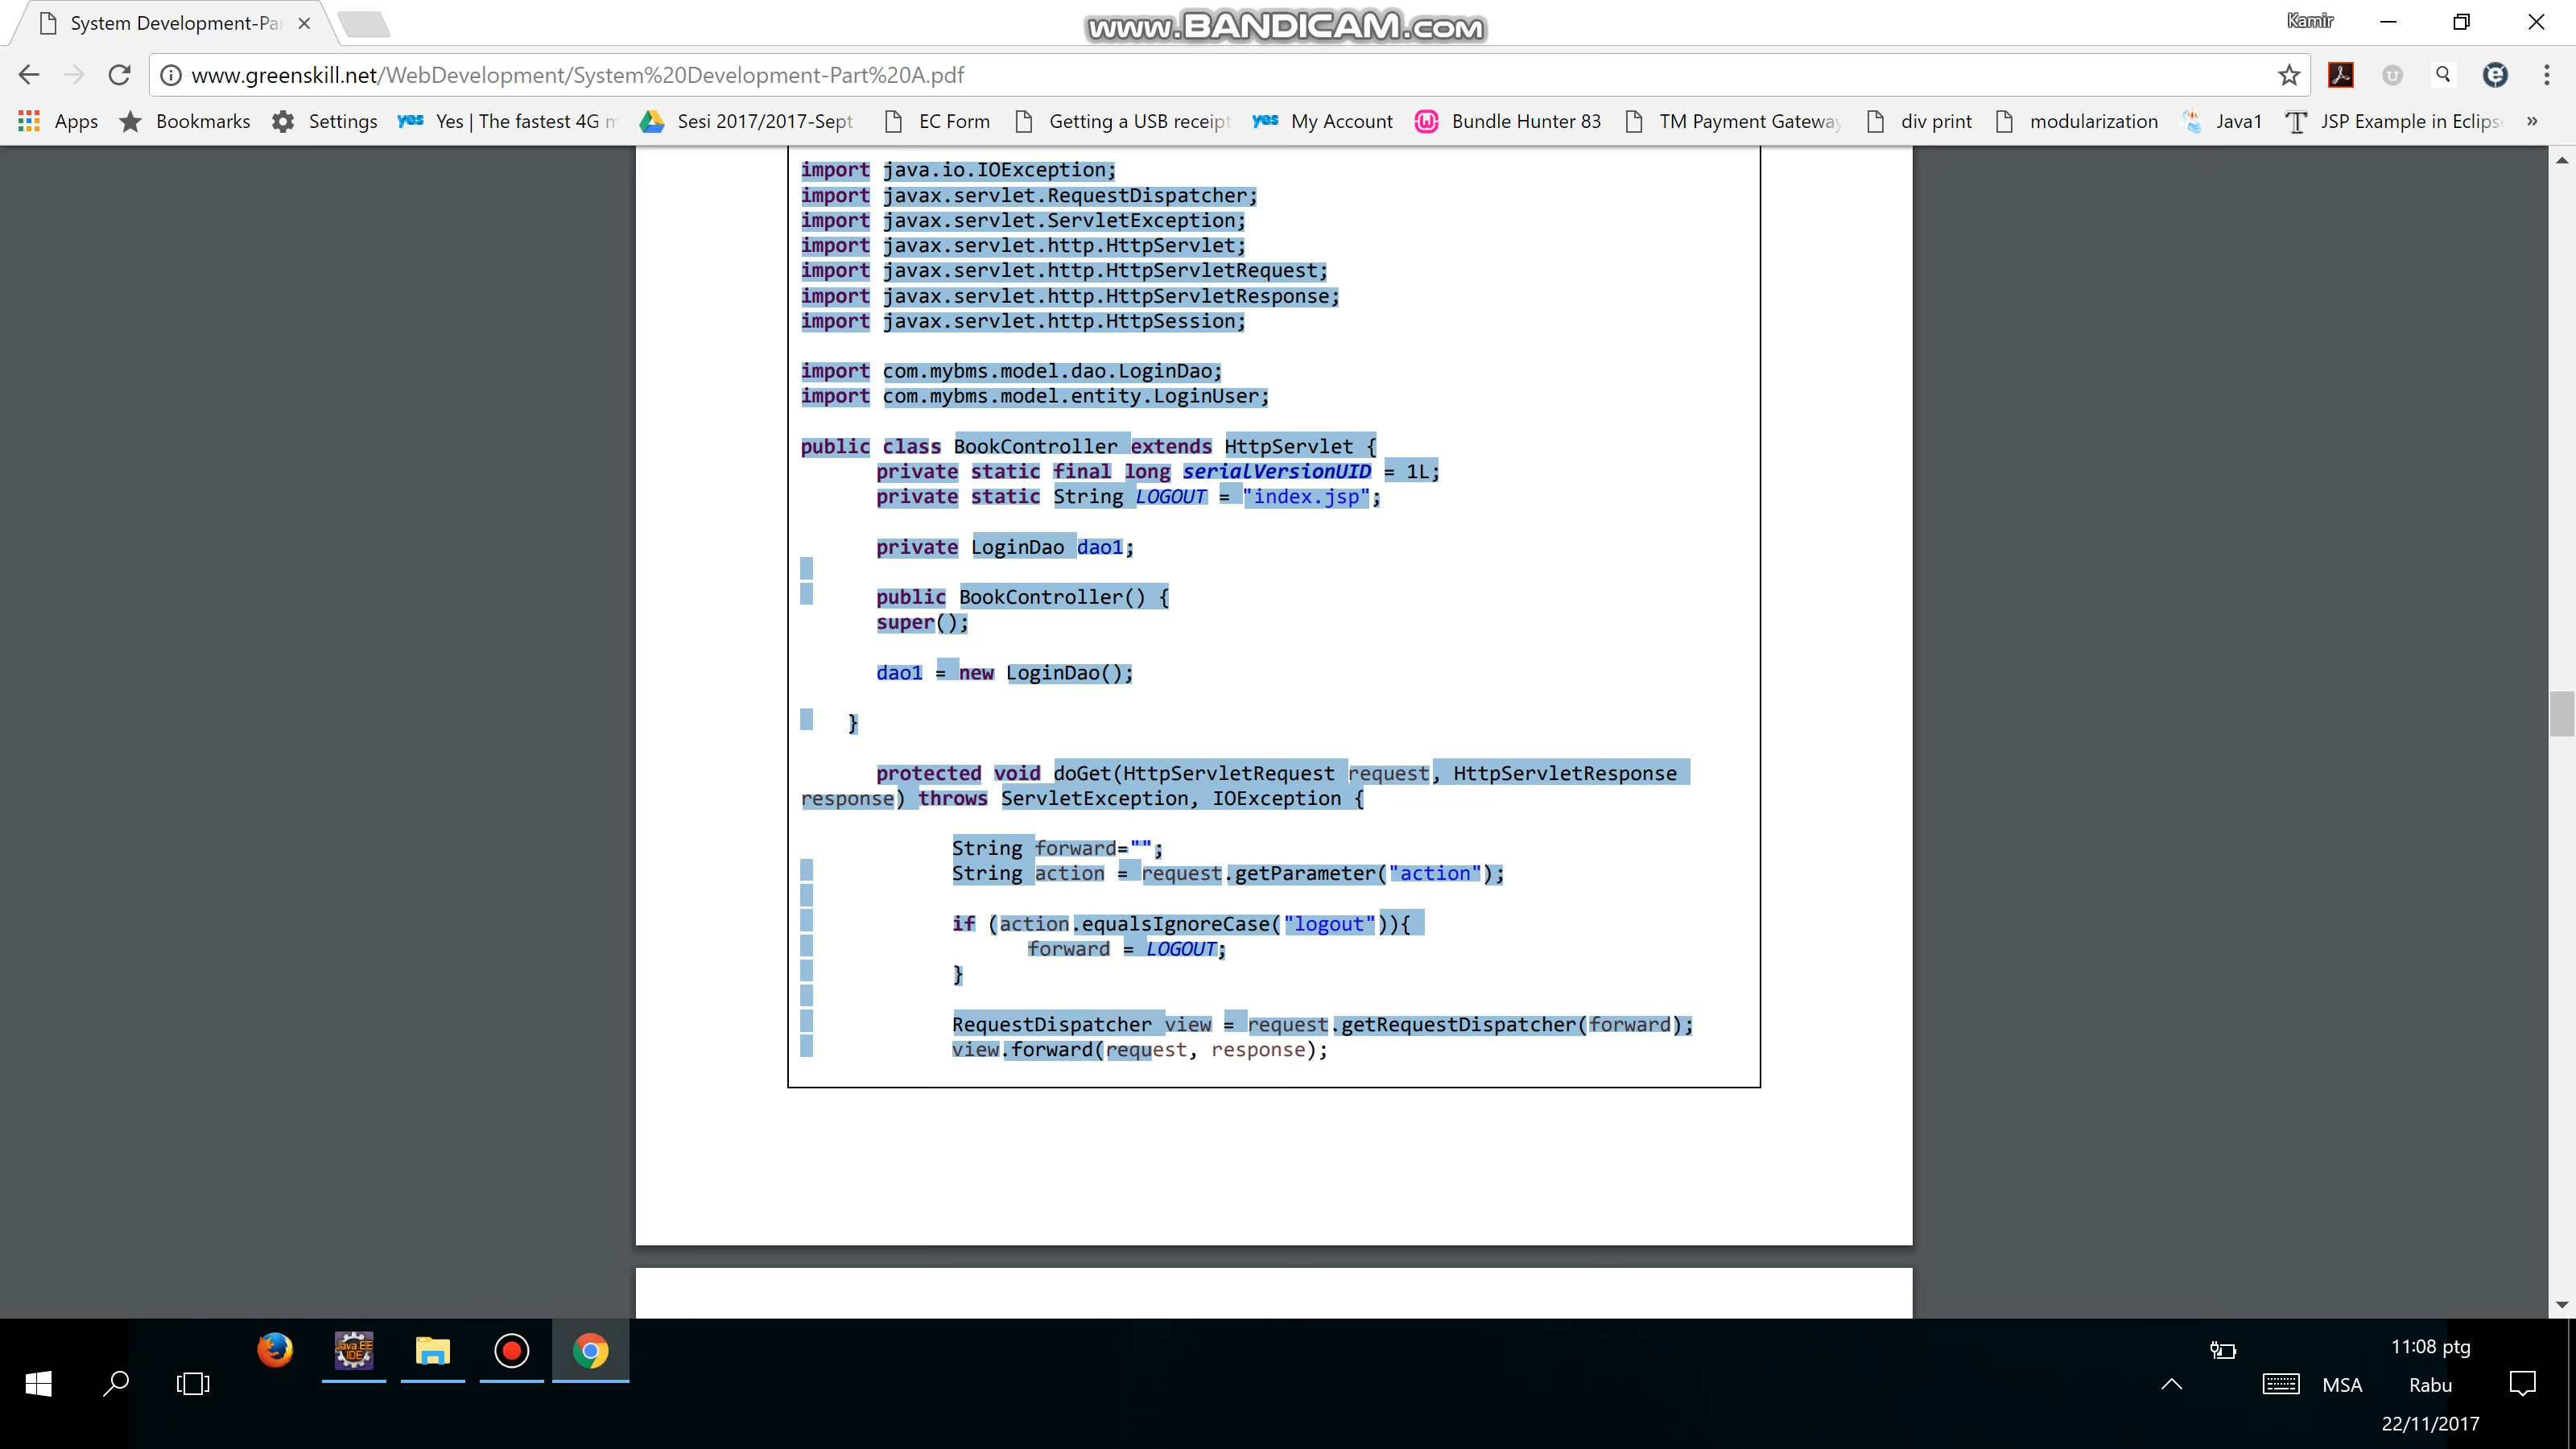 System Development-Pa
www.BANDICAM.com
Kamir
www.greenskill.net/WebDevelopment/System%20Development-Part%20A.pdf
Apps Bookmarks Settings yes Yes | The fastest 4G m Sesi 2017/2017-Sept EC Form Getting a USB receipt yes My Account Bundle Hunter 83 TM Payment Gateway div print modularization Java1 JSP Example in Eclips »
import java.io.IOException;
import javax.servlet.RequestDispatcher;
import javax.servlet.ServletException;
import javax.servlet.http.HttpServlet;
import javax.servlet.http.HttpServletRequest;
import javax.servlet.http.HttpServletResponse;
import javax.servlet.http.HttpSession;
import com.mybms.model.dao.LoginDao;
import com.mybms.model.entity.LoginUser;
public class BookController extends HttpServlet {
private static final long serialVersionUID = 1L;
private static String LOGOUT = "index.jsp";
private LoginDao dao1;
public BookController() {
super();
dao1 = new LoginDao();
}
protected void doGet(HttpServletRequest request, HttpServletResponse
response) throws ServletException, IOException {
String forward="";
String action = request.getParameter("action");
if (action.equalsIgnoreCase("logout")){
forward = LOGOUT;
}
RequestDispatcher view = request.getRequestDispatcher(forward);
view.forward(request, response);
Java EE
IDE
11:08 ptg
MSA Rabu
22/11/2017